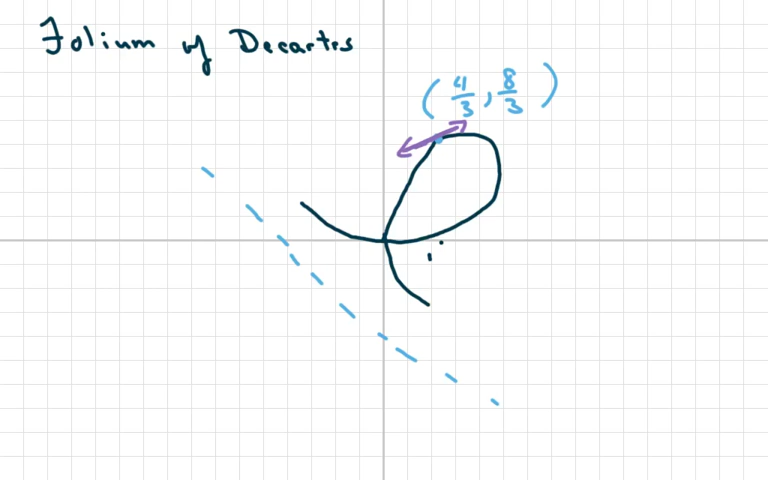 Folium of Decartes
(4/3, 8/3)